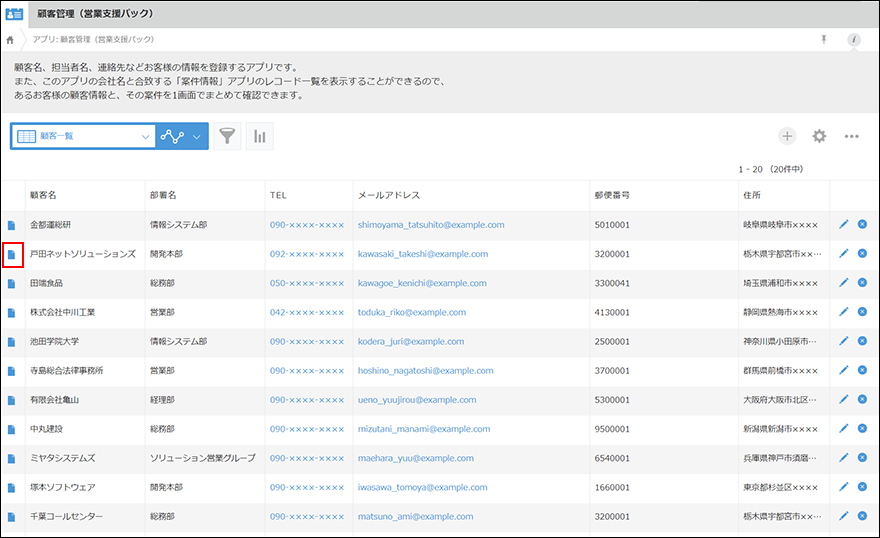 顧客管理（営業支援パック）
アプリ: 顧客管理（営業支援パック）
顧客名、担当者名、連絡先などお客様の情報を登録するアプリです。
また、このアプリの会社名と合致する「案件情報」アプリのレコード一覧を表示することができるので、
あるお客様の顧客情報と、その案件を1画面でまとめて確認できます。
顧客一覧
1 - 20 （20件中）
顧客名 部署名 TEL メールアドレス 郵便番号 住所
金都運総研 情報システム部 090-××××-×××× shimoyama_tatsuhito@example.com 5010001 岐阜県岐阜市××××
戸田ネットソリューションズ 開発本部 092-××××-×××× kawasaki_takeshi@example.com 3200001 栃木県宇都宮市××…
田端食品 総務部 050-××××-×××× kawagoe_kenichi@example.com 3300041 埼玉県浦和市××××
株式会社中川工業 営業部 042-××××-×××× toduka_riko@example.com 4130001 静岡県熱海市××××
池田学院大学 情報システム部 090-××××-×××× kodera_juri@example.com 2500001 神奈川県小田原市…
寺島総合法律事務所 営業部 090-××××-×××× hoshino_nagatoshi@example.com 3700001 群馬県前橋市××××
有限会社亀山 経理部 090-××××-×××× ueno_yuujirou@example.com 5300001 大阪府大阪市北区…
中丸建設 総務部 090-××××-×××× mizutani_manami@example.com 9500001 新潟県新潟市××××
ミヤタシステムズ ソリューション営業グループ 090-××××-×××× maehara_yuu@example.com 6540001 兵庫県神戸市須磨…
塚本ソフトウェア 開発本部 090-××××-×××× iwasawa_tomoya@example.com 1660001 東京都杉並区××××
千葉コールセンター 総務部 090-××××-×××× matsuno_ami@example.com 3200001 栃木県宇都宮市××…